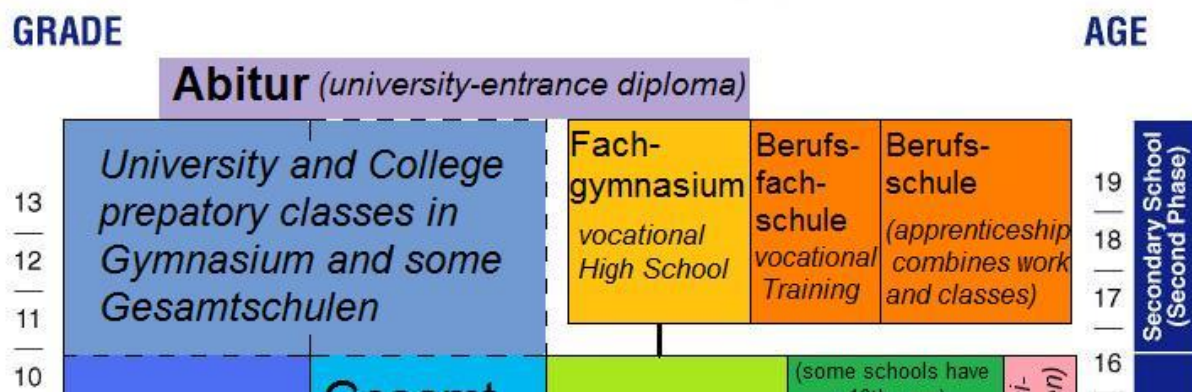 GRADE
AGE
Abitur (university-entrance diploma)
University and College
prepatory classes in
Gymnasium and some
Gesamtschulen
Fach-
gymnasium
vocational
High School
Berufs-
fach-
schule
vocational
Training
Berufs-
schule
(apprenticeship
combines work
and classes)
13
12
11
10
19
18
17
16
Secondary School
(Second Phase)
(some schools have